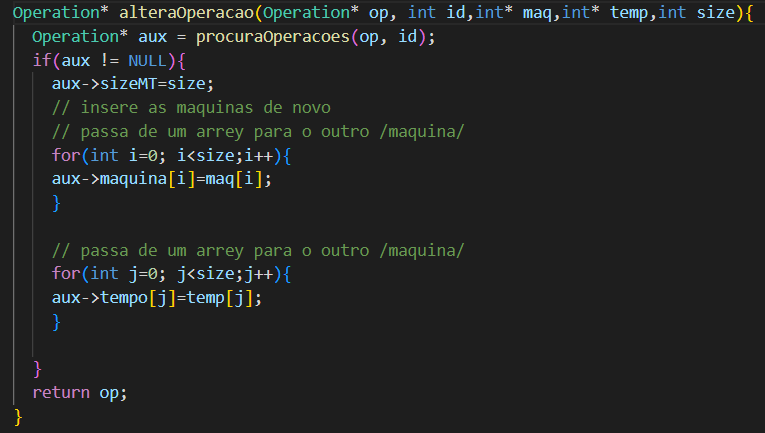 Operation* alteraOperacao(Operation* op, int id,int* maq,int* temp,int size){
Operation* aux = procuraOperacoes(op, id);
if(aux != NULL){
aux->sizeMT=size;
// insere as maquinas de novo
// passa de um arrey para o outro /maquina/
for(int i=0; i<size;i++){
aux->maquina[i]=maq[i];
}
// passa de um arrey para o outro /maquina/
for(int j=0; j<size;j++){
aux->tempo[j]=temp[j];
}
}
return op;
}